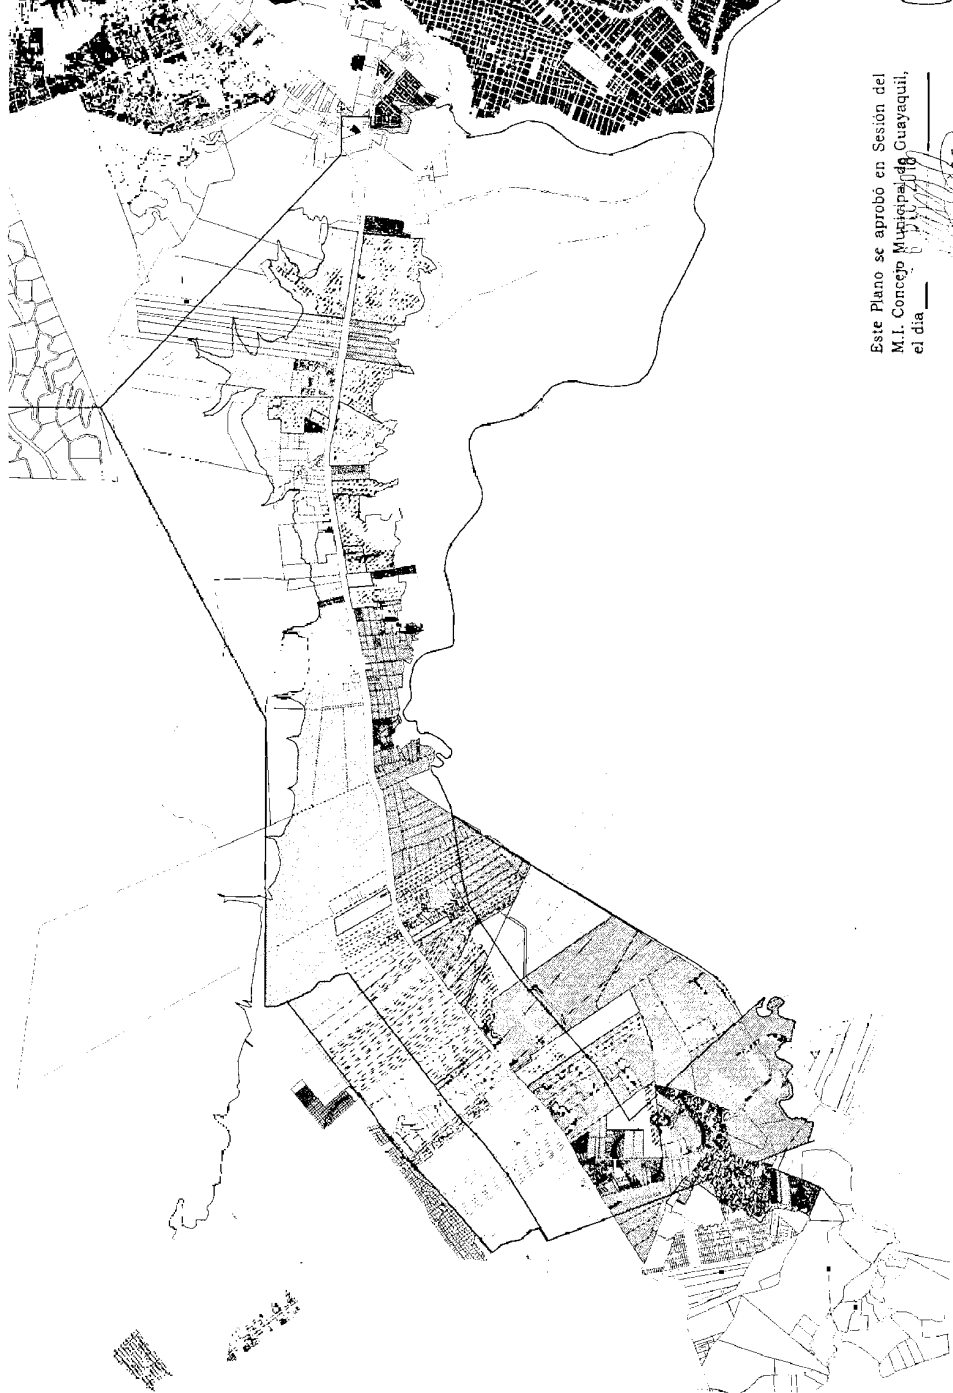 Este Plano se aprobó en Sesión del
M.I. Concejo Municipal de Guayaquil,
el día